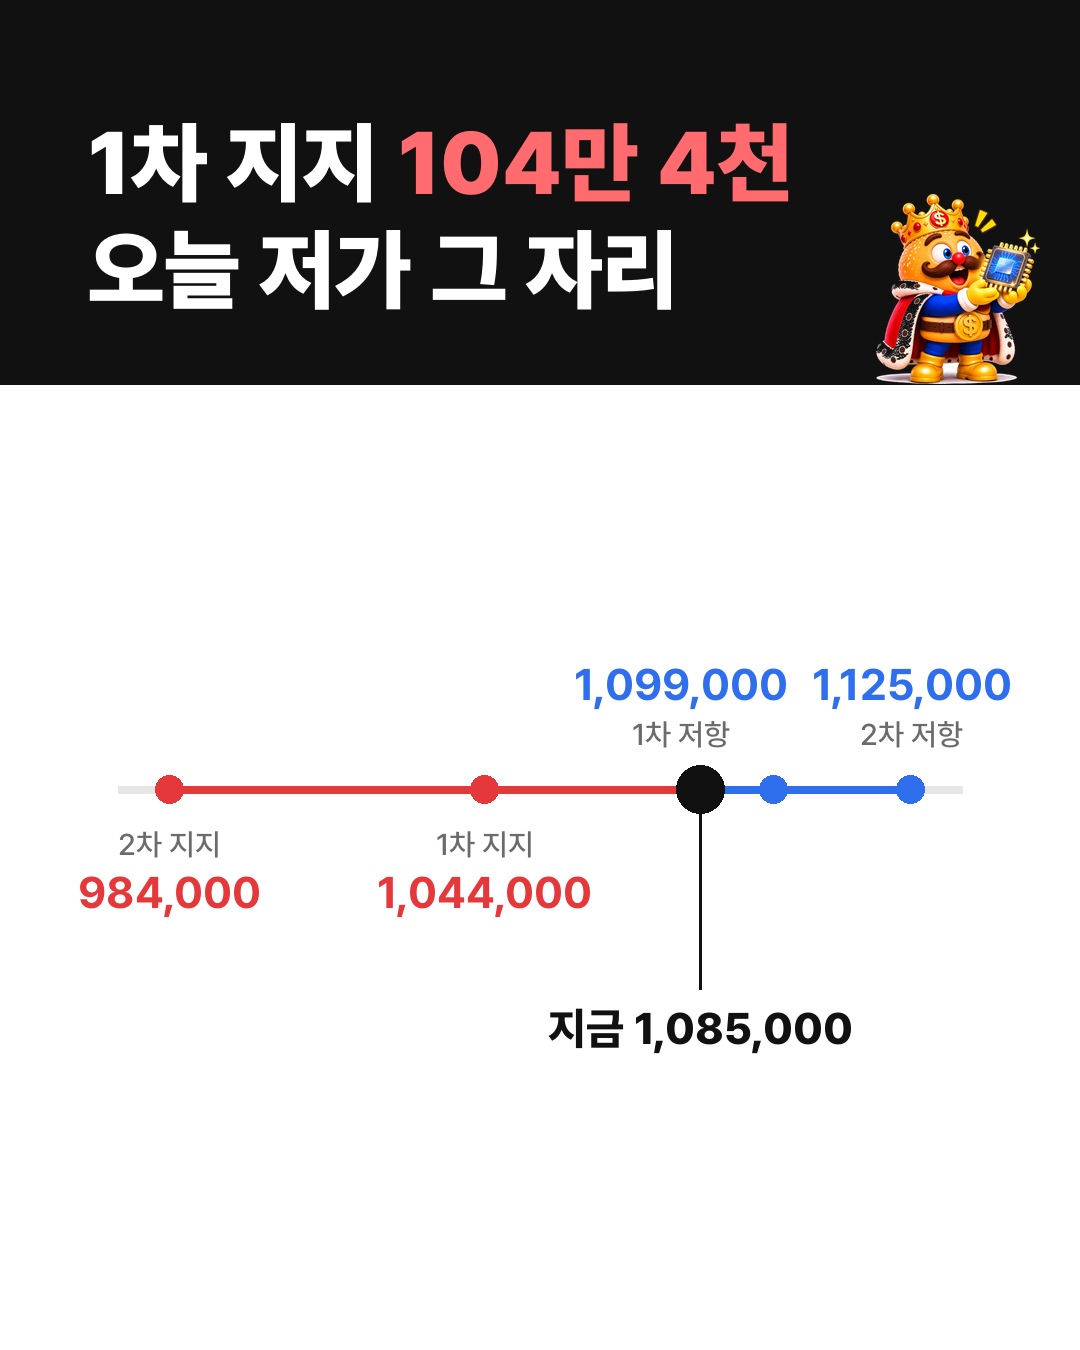 1차 지지 104만 4천
오늘 저가 그 자리
1,099,000 1,125,000
1차 저항 2차 저항
2차 지지 1차 지지
984,000 1,044,000
지금 1,085,000